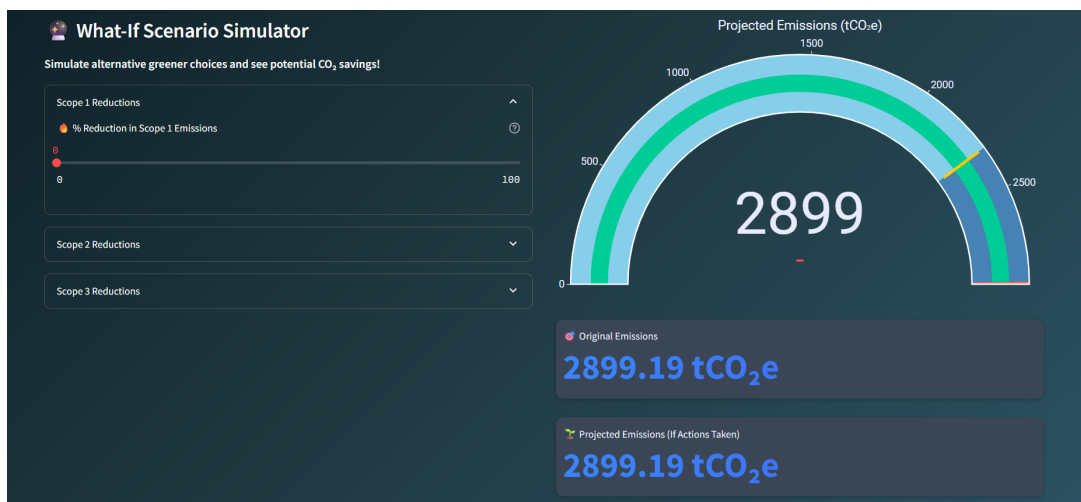 What-If Scenario Simulator
Simulate alternative greener choices and see potential CO₂ savings!
Scope 1 Reductions
% Reduction in Scope 1 Emissions
0
0 100
Scope 2 Reductions
Scope 3 Reductions
Projected Emissions (tCO₂e)
0
500
1000
1500
2000
2500
2899
-
Original Emissions
2899.19 tCO₂e
Projected Emissions (If Actions Taken)
2899.19 tCO₂e